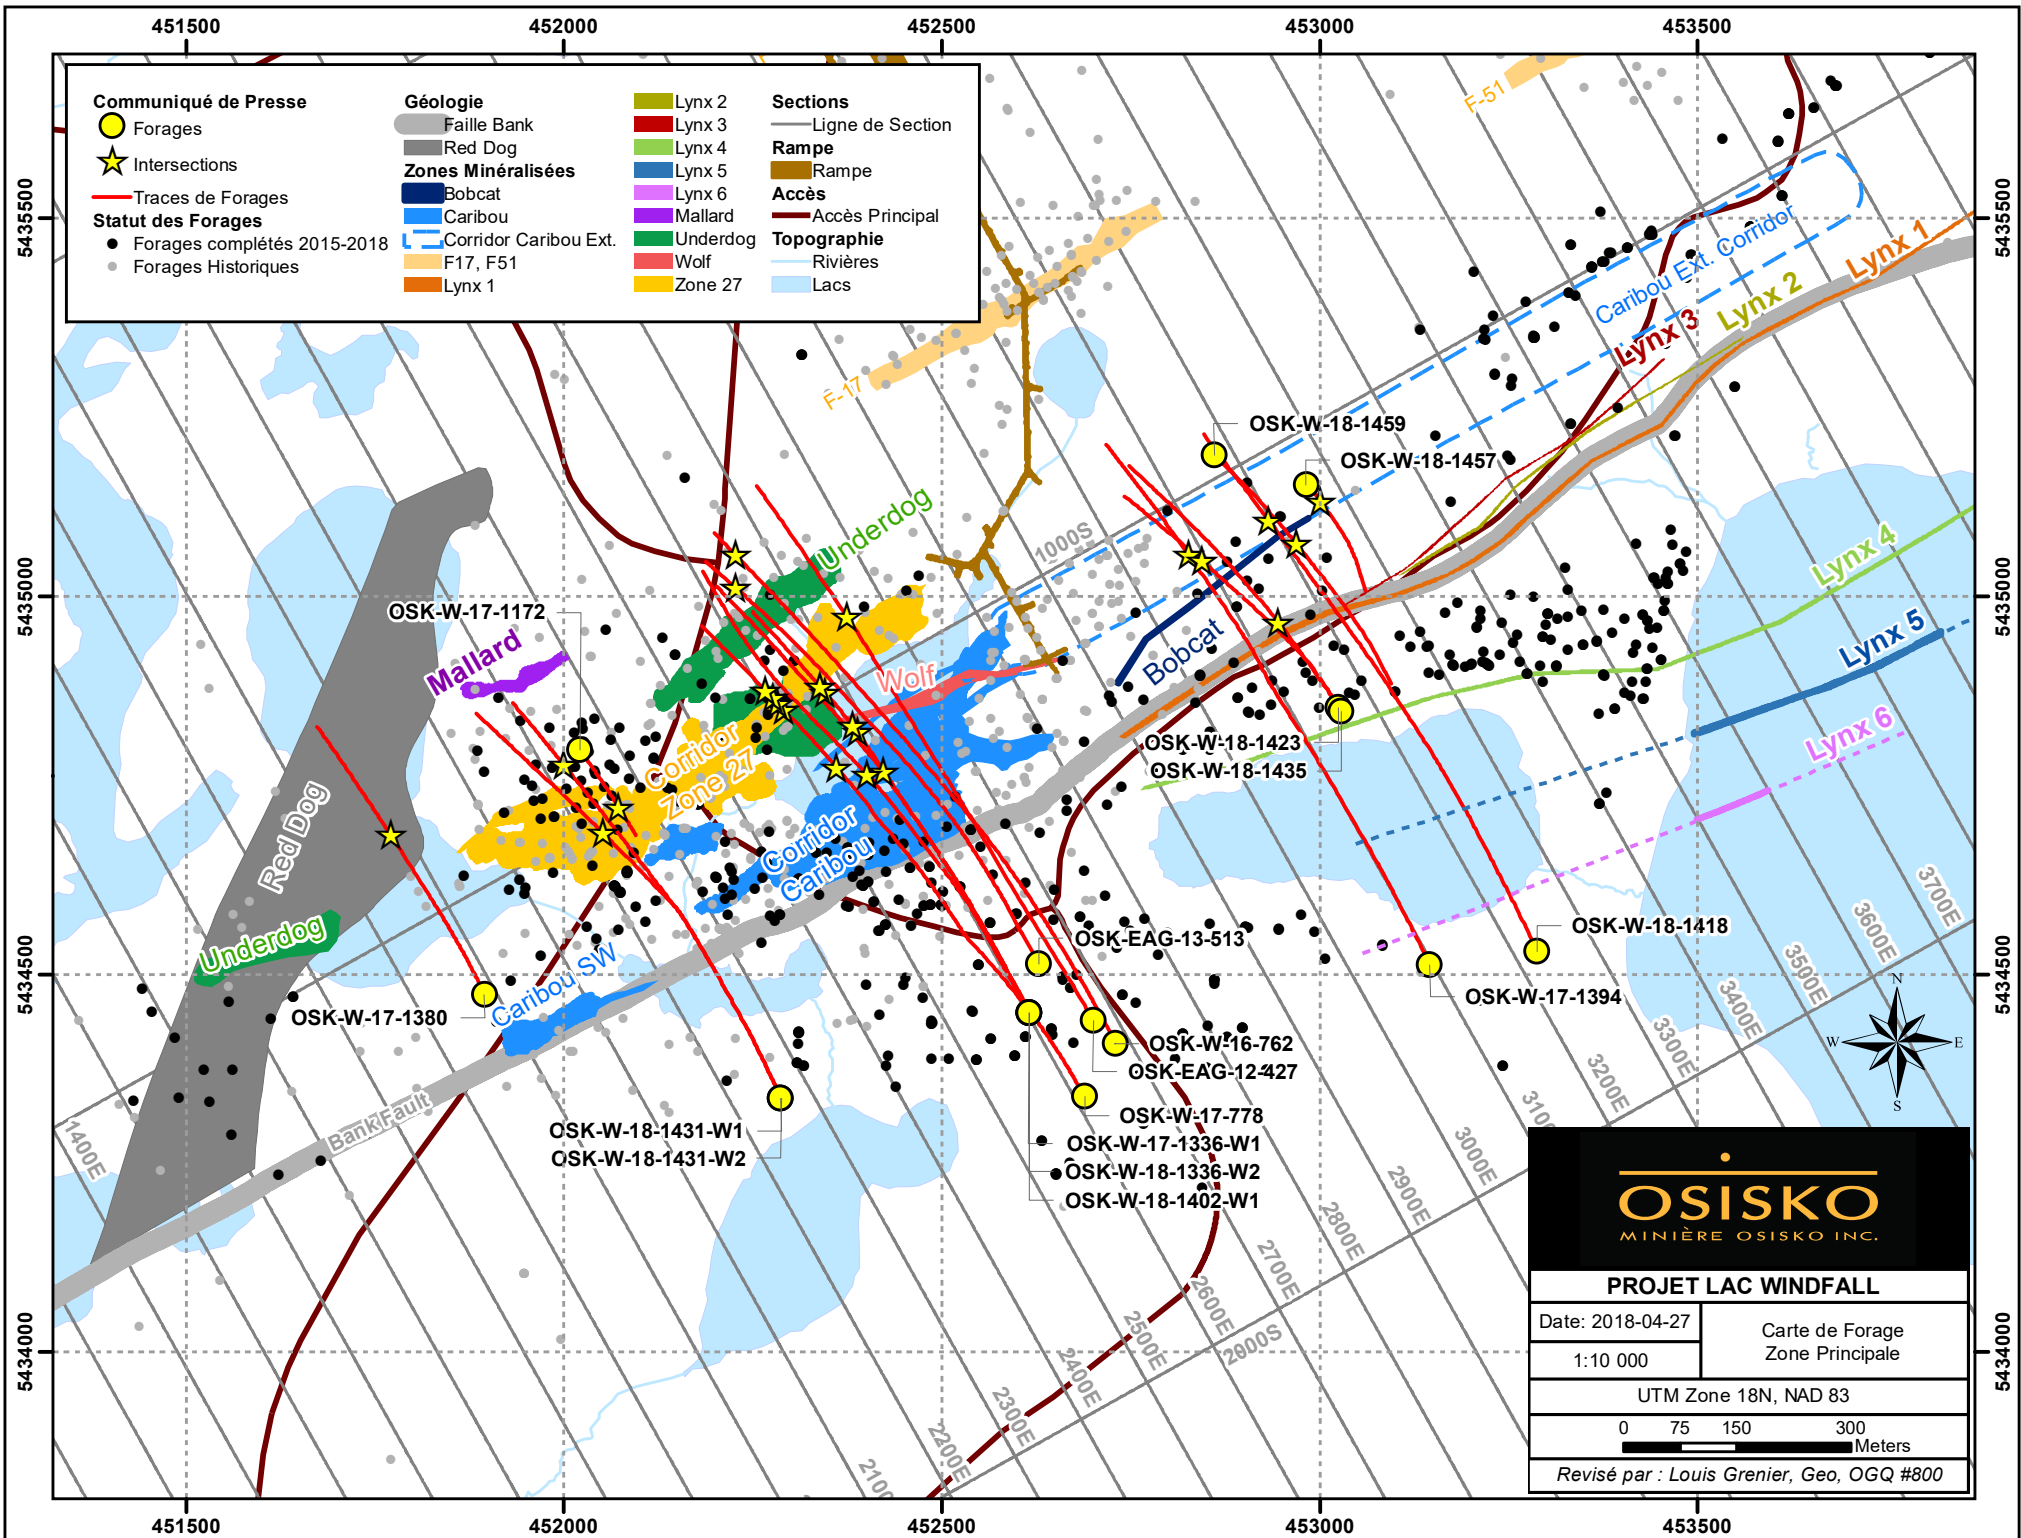 451500
452000
452500
453000
453500
Communiqué de Presse
Forages
Intersections
Traces de Forages
Statut des Forages
Forages complétés 2015-2018
Forages Historiques
Géologie
Faille Bank
Red Dog
Zones Minéralisées
Bobcat
Caribou
Corridor Caribou Ext.
F17, F51
Lynx 1
Lynx 2
Lynx 3
Lynx 4
Lynx 5
Lynx 6
Mallard
Underdog
Wolf
Zone 27
Sections
Ligne de Section
Rampe
Rampe
Accès
Accès Principal
Topographie
Rivières
Lacs
F-51
5435500
5435500
Lynx 1
Caribou Ext. Corridor
Lynx 2
Lynx 3
F-17
OSK-W-18-1459
OSK-W-18-1457
Underdog
1000S
Lynx 4
5435000
5435000
OSK-W-17-1172
Mallard
Wolf
Bobcat
Lynx 5
Lynx 6
OSK-W-18-1423
OSK-W-18-1435
Corridor
Zone 27
Red Dog
Corridor
Caribou
Underdog
Caribou SW
OSK-EAG-13-513
OSK-W-18-1418
OSK-W-17-1394
5434500
5434500
OSK-W-17-1380
OSK-W-16-762
OSK-EAG-12-427
OSK-W-17-778
OSK-W-17-1336-W1
OSK-W-18-1336-W2
OSK-W-18-1402-W1
OSK-W-18-1431-W1
OSK-W-18-1431-W2
Bank Fault
1400E
3700E
3600E
3500E
3400E
3300E
3200E
3100
3000E
2900E
2800E
2700E
2600E
2500E
2400E
2300E
2200E
2100
2000S
N
W
E
S
OSISKO
MINIÈRE OSISKO INC.
PROJET LAC WINDFALL
Date: 2018-04-27
1:10 000
Carte de Forage
Zone Principale
UTM Zone 18N, NAD 83
0 75 150 300
Meters
Revisé par : Louis Grenier, Geo, OGQ #800
5434000
5434000
451500
452000
452500
453000
453500